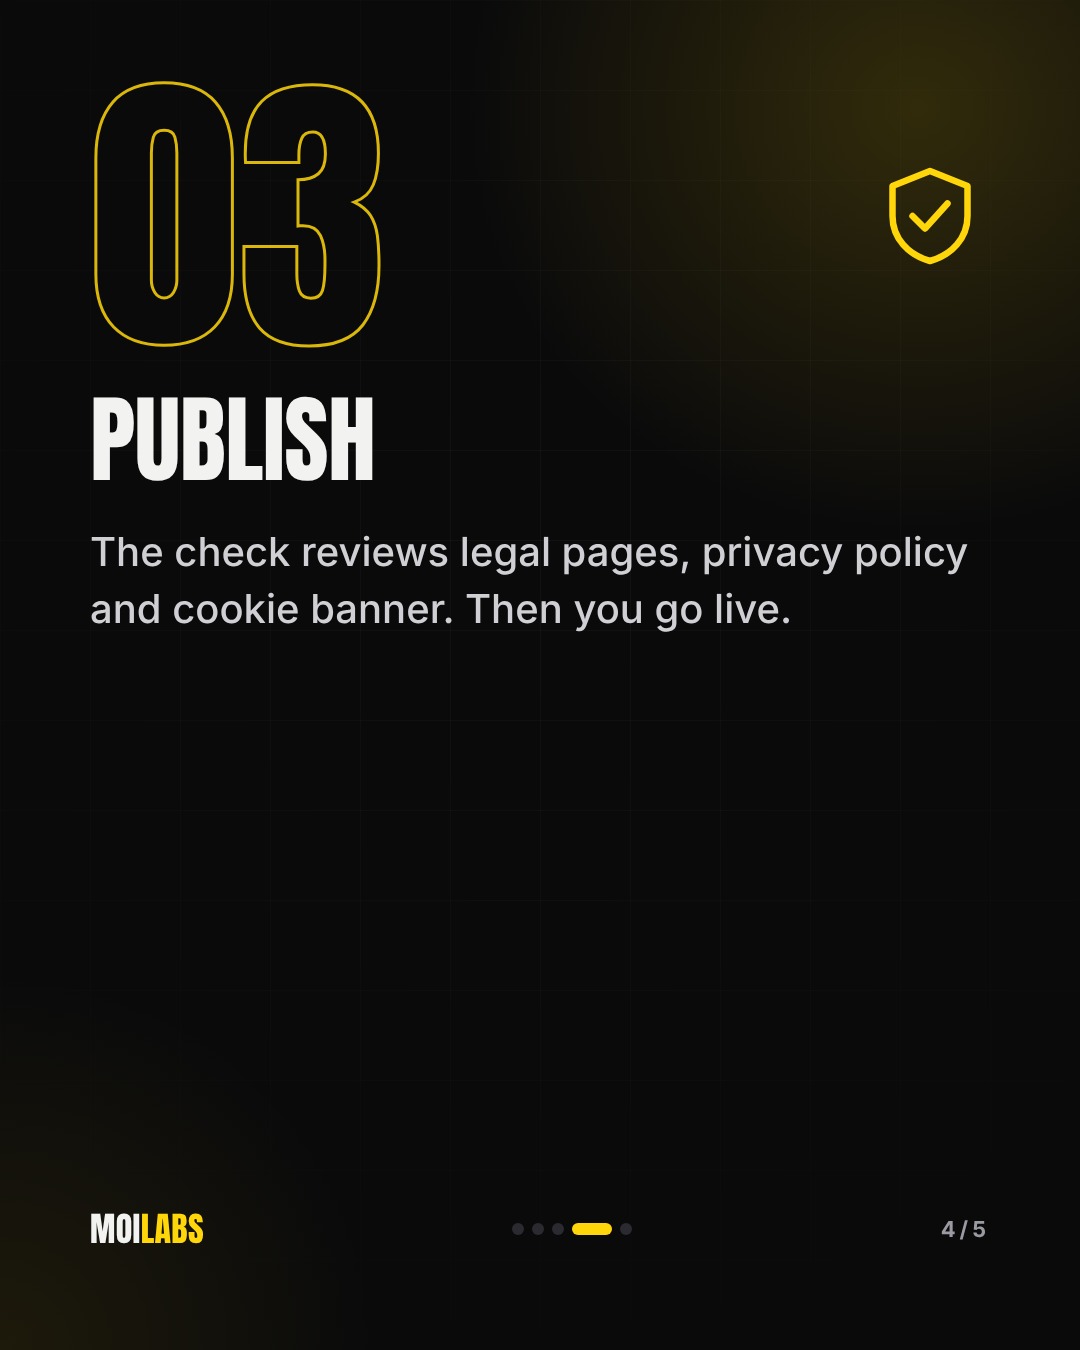 03
PUBLISH
The check reviews legal pages, privacy policy
and cookie banner. Then you go live.
MOILABS
4 / 5